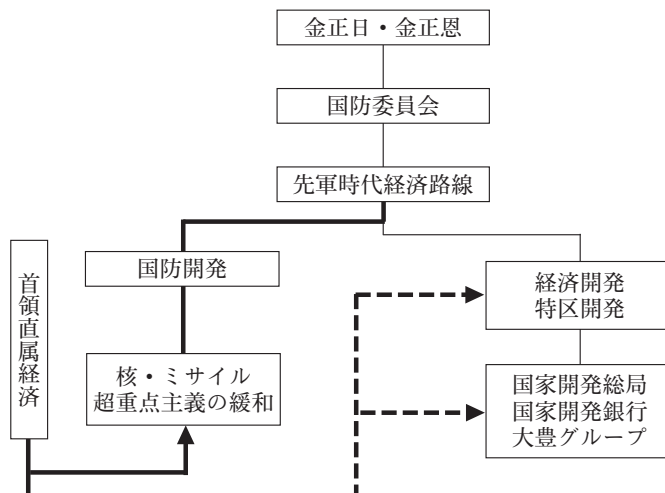 金正日・金正恩
国防委員会
先軍時代経済路線
首領直属経済
国防開発
経済開発
特区開発
核・ミサイル
超重点主義の緩和
国家開発総局
国家開発銀行
大豊グループ